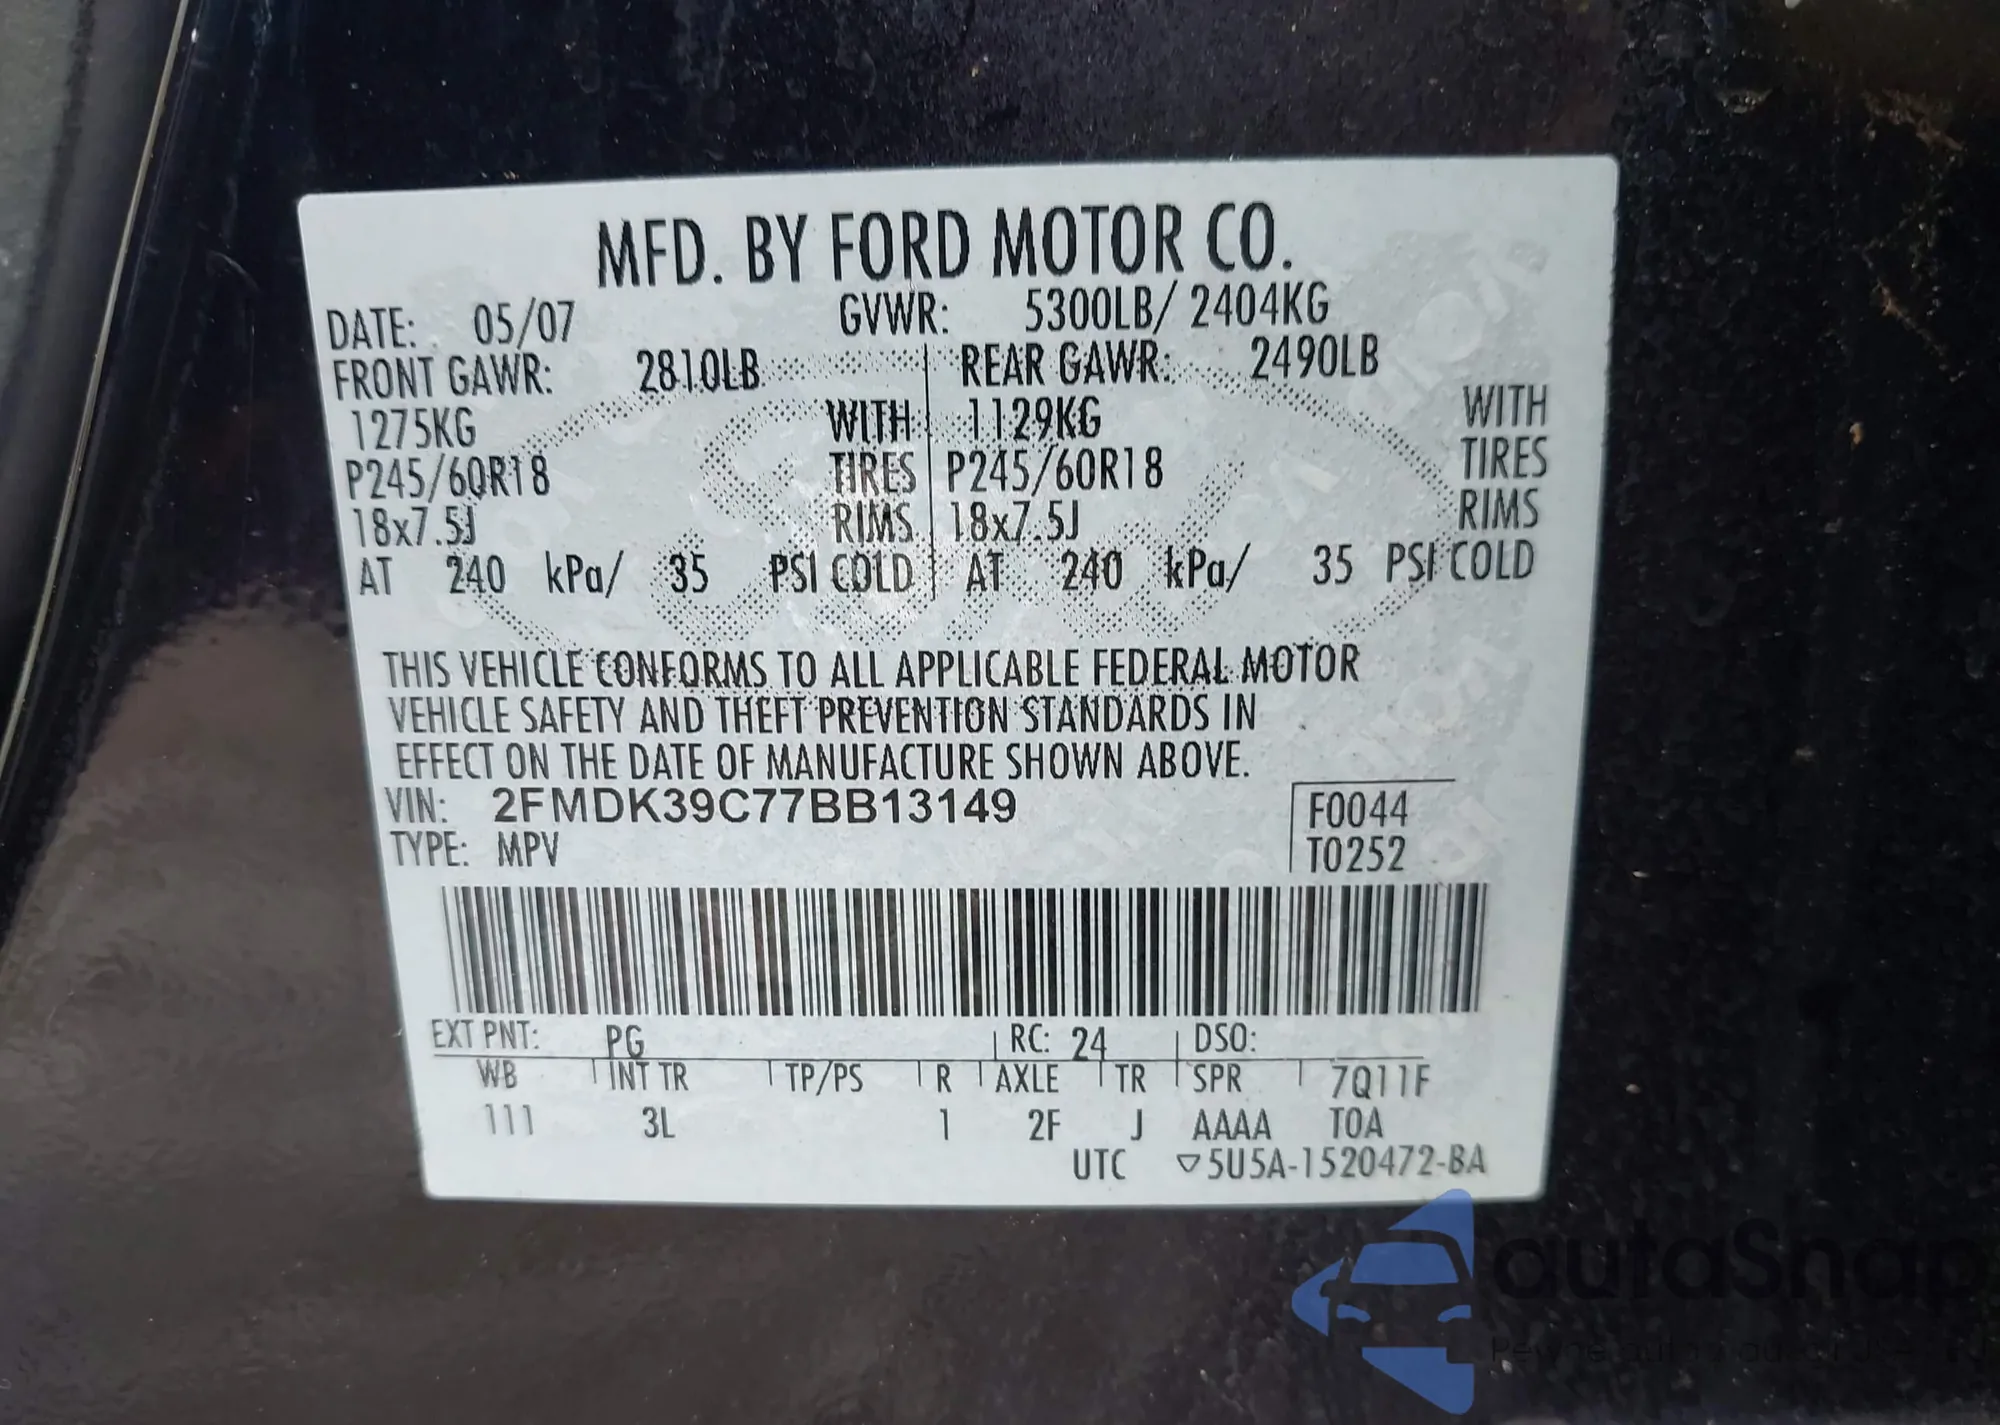 MFD. BY FORD MOTOR CO.
DATE: 05/07 GVWR: 5300LB/ 2404KG
FRONT GAWR: 2810LB REAR GAWR: 2490LB
1275KG WITH 1129KG WITH
P245/60R18 TIRES P245/60R18 TIRES
18x7.5J RIMS 18x7.5J RIMS
AT 240 kPa/ 35 PSI COLD AT 240 kPa/ 35 PSI COLD
THIS VEHICLE CONFORMS TO ALL APPLICABLE FEDERAL MOTOR
VEHICLE SAFETY AND THEFT PREVENTION STANDARDS IN
EFFECT ON THE DATE OF MANUFACTURE SHOWN ABOVE.
VIN: 2FMDK39C77BB13149 F0044
TYPE: MPV T0252
EXT PNT: PG RC: 24 DSO:
WB INT TR TP/PS R AXLE TR SPR 7Q11F
111 3L 1 2F J AAAA TOA
UTC ▽5U5A-1520472-BA
autoSnap